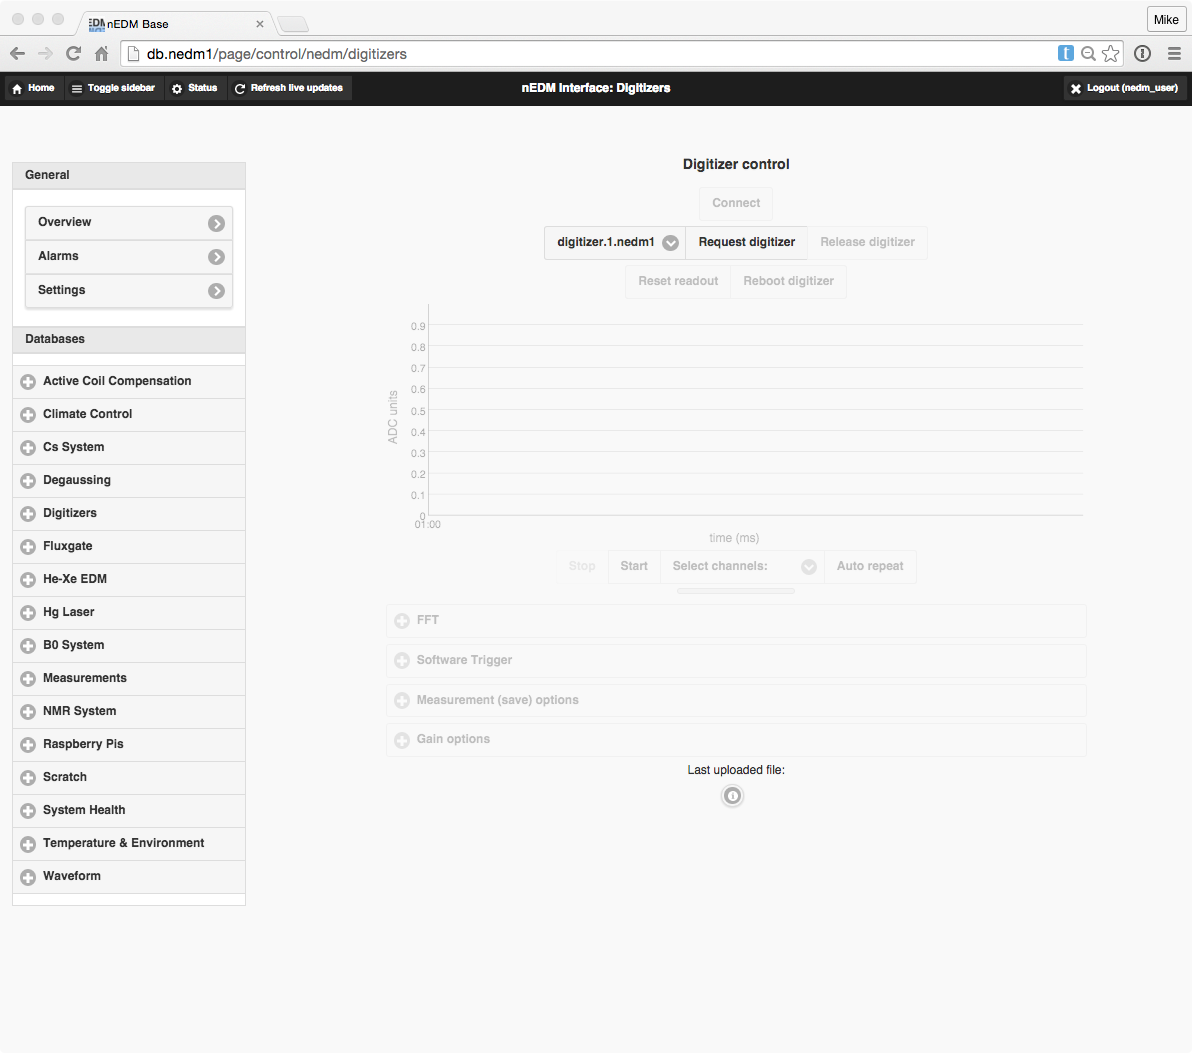 nEDM Base
Mike
db.nedm1/page/control/nedm/digitizers
Home Toggle sidebar Status Refresh live updates nEDM Interface: Digitizers Logout (nedm_user)
General
Overview
Alarms
Settings
Databases
Active Coil Compensation
Climate Control
Cs System
Degaussing
Digitizers
Fluxgate
He-Xe EDM
Hg Laser
B0 System
Measurements
NMR System
Raspberry Pis
Scratch
System Health
Temperature & Environment
Waveform
Digitizer control
Connect
digitizer.1.nedm1 Request digitizer Release digitizer
Reset readout Reboot digitizer
ADC units
0.9
0.8
0.7
0.6
0.5
0.4
0.3
0.2
0.1
0
01:00
time (ms)
Stop Start Select channels: Auto repeat
FFT
Software Trigger
Measurement (save) options
Gain options
Last uploaded file: